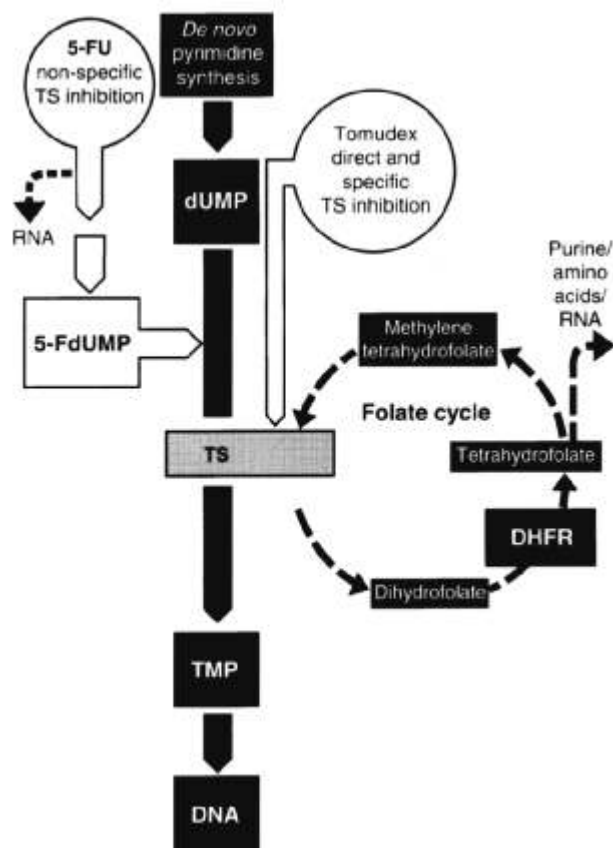 5-FU
non-specific
TS inhibition
De novo
pyrimidine
synthesis
Tomudex
direct and
specific
TS inhibition
dUMP
RNA
Purine/
amino
acids/
RNA
5-FdUMP
Methylene
tetrahydrofolate
Folate cycle
TS
Tetrahydrofolate
DHFR
Dihydrofolate
TMP
DNA